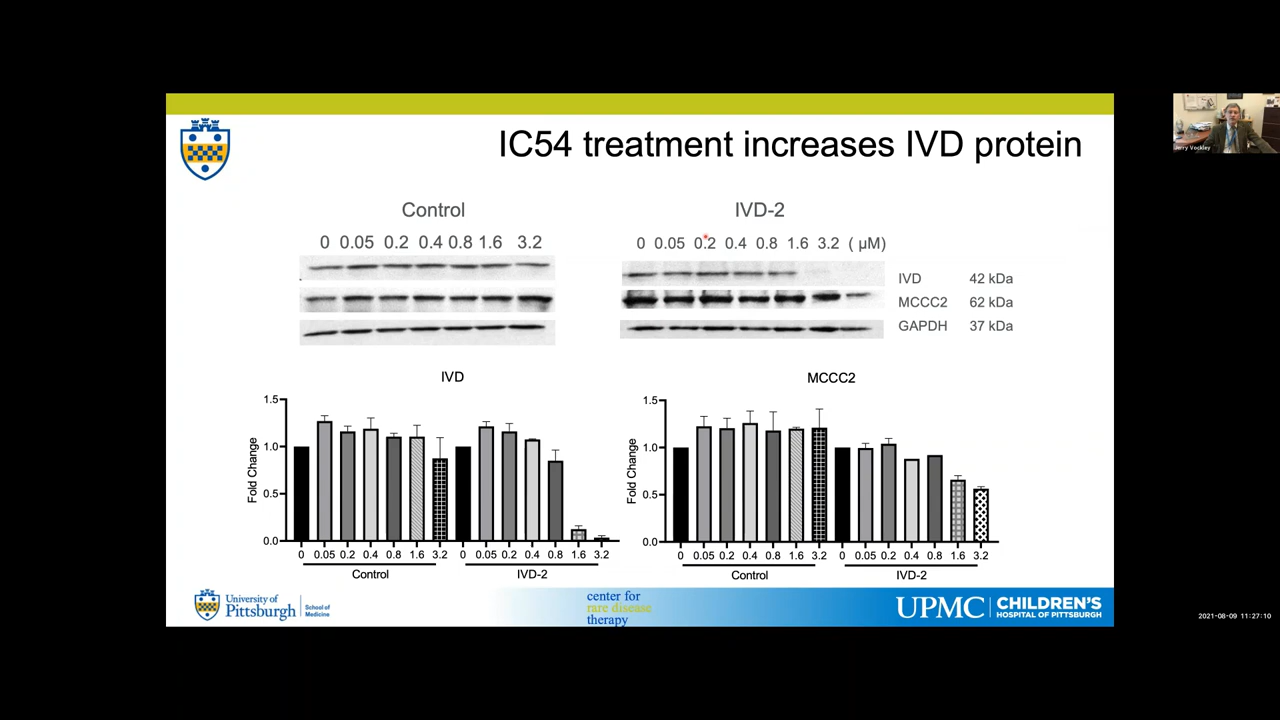 IC54 treatment increases IVD protein
Jerry Vockley
Control
0 0.05 0.2 0.4 0.8 1.6 3.2
IVD-2
0 0.05 0.2 0.4 0.8 1.6 3.2 ( µM)
IVD 42 kDa
MCCC2 62 kDa
GAPDH 37 kDa
IVD
Fold Change
1.5
1.0
0.5
0.0
0 0.05 0.2 0.4 0.8 1.6 3.2 0 0.05 0.2 0.4 0.8 1.6 3.2
Control IVD-2
MCCC2
Fold Change
1.5
1.0
0.5
0.0
0 0.05 0.2 0.4 0.8 1.6 3.2 0 0.05 0.2 0.4 0.8 1.6 3.2
Control IVD-2
University of
Pittsburgh
School of
Medicine
center for
rare disease
therapy
UPMC
CHILDREN'S
HOSPITAL OF PITTSBURGH
2021-08-09 11:27:10